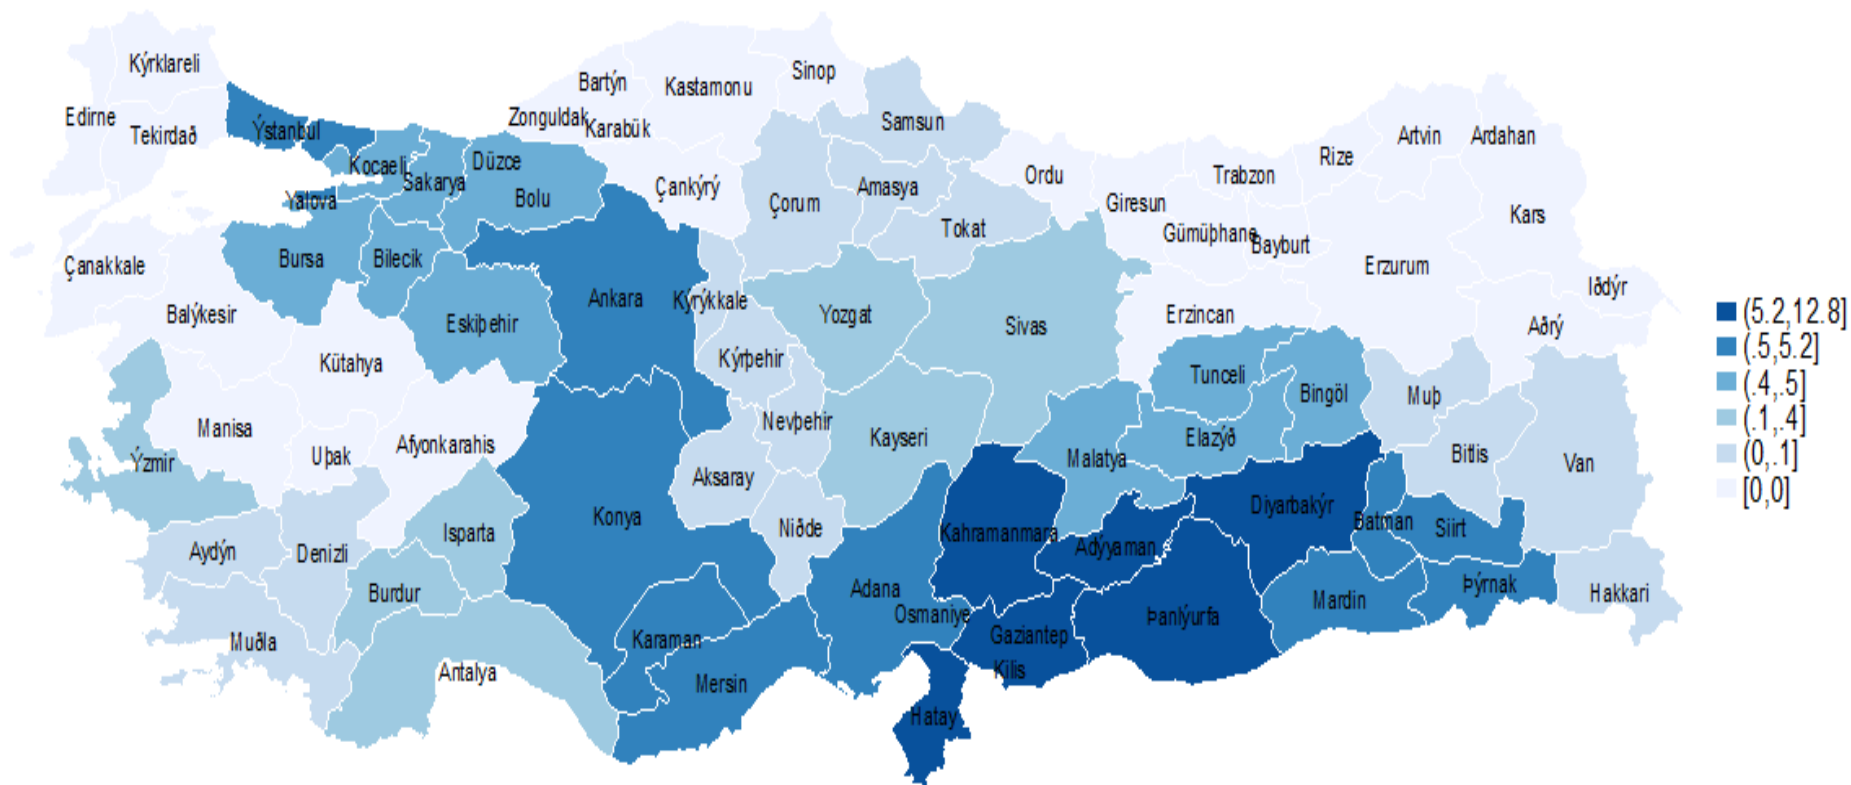 Kýrklareli
Edirne
Tekirdað
Ýstanbul
Kocaeli
Yalova
Sakarya
Düzce
Bolu
Zonguldak
Bartýn
Karabük
Kastamonu
Sinop
Çankýrý
Samsun
Çorum
Amasya
Tokat
Ordu
Giresun
Trabzon
Gümüþhane
Bayburt
Rize
Artvin
Ardahan
Kars
Erzurum
Iðdýr
Aðrý
Erzincan
Çanakkale
Balýkesir
Bursa
Bilecik
Eskiþehir
Kütahya
Ankara
Kýrýkkale
Kýrþehir
Yozgat
Sivas
Tunceli
Bingöl
Muþ
Bitlis
Van
Elazýð
Malatya
Kayseri
Nevþehir
Aksaray
Niðde
Konya
Afyonkarahis
Uþak
Manisa
Ýzmir
Aydýn
Denizli
Muðla
Burdur
Isparta
Antalya
Karaman
Mersin
Adana
Osmaniye
Kahramanmara
Adýyaman
Gaziantep
Kilis
Hatay
Þanlýurfa
Diyarbakýr
Batman
Siirt
Mardin
Þýrnak
Hakkari
(5.2,12.8]
(.5,5.2]
(.4,.5]
(.1,.4]
(0,.1]
[0,0]